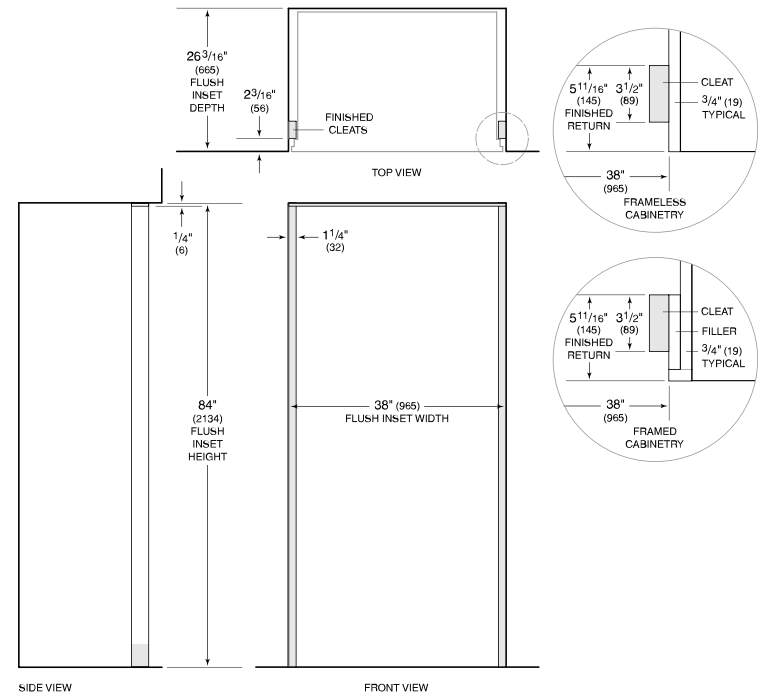 26 3/16"
(665)
FLUSH
INSET
DEPTH
2 3/16"
(56)
FINISHED
CLEATS
TOP VIEW
5 11/16"
(145)
FINISHED
RETURN
3 1/2"
(89)
CLEAT
3/4" (19)
TYPICAL
38"
(965)
FRAMELESS
CABINETRY
1/4"
(6)
1 1/4"
(32)
84"
(2134)
FLUSH
INSET
HEIGHT
38" (965)
FLUSH INSET WIDTH
5 11/16"
(145)
FINISHED
RETURN
3 1/2"
(89)
CLEAT
FILLER
3/4" (19)
TYPICAL
38"
(965)
FRAMED
CABINETRY
SIDE VIEW
FRONT VIEW